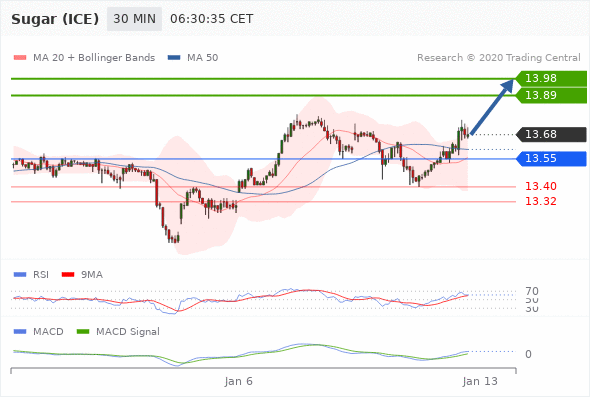 Sugar (ICE) 30 MIN 06:30:35 CET
MA 20 + Bollinger Bands MA 50 Research © 2020 Trading Central
13.98
13.89
13.68
13.55
13.40
13.32
RSI 9MA
70
50
30
MACD MACD Signal
0
Jan 6 Jan 13